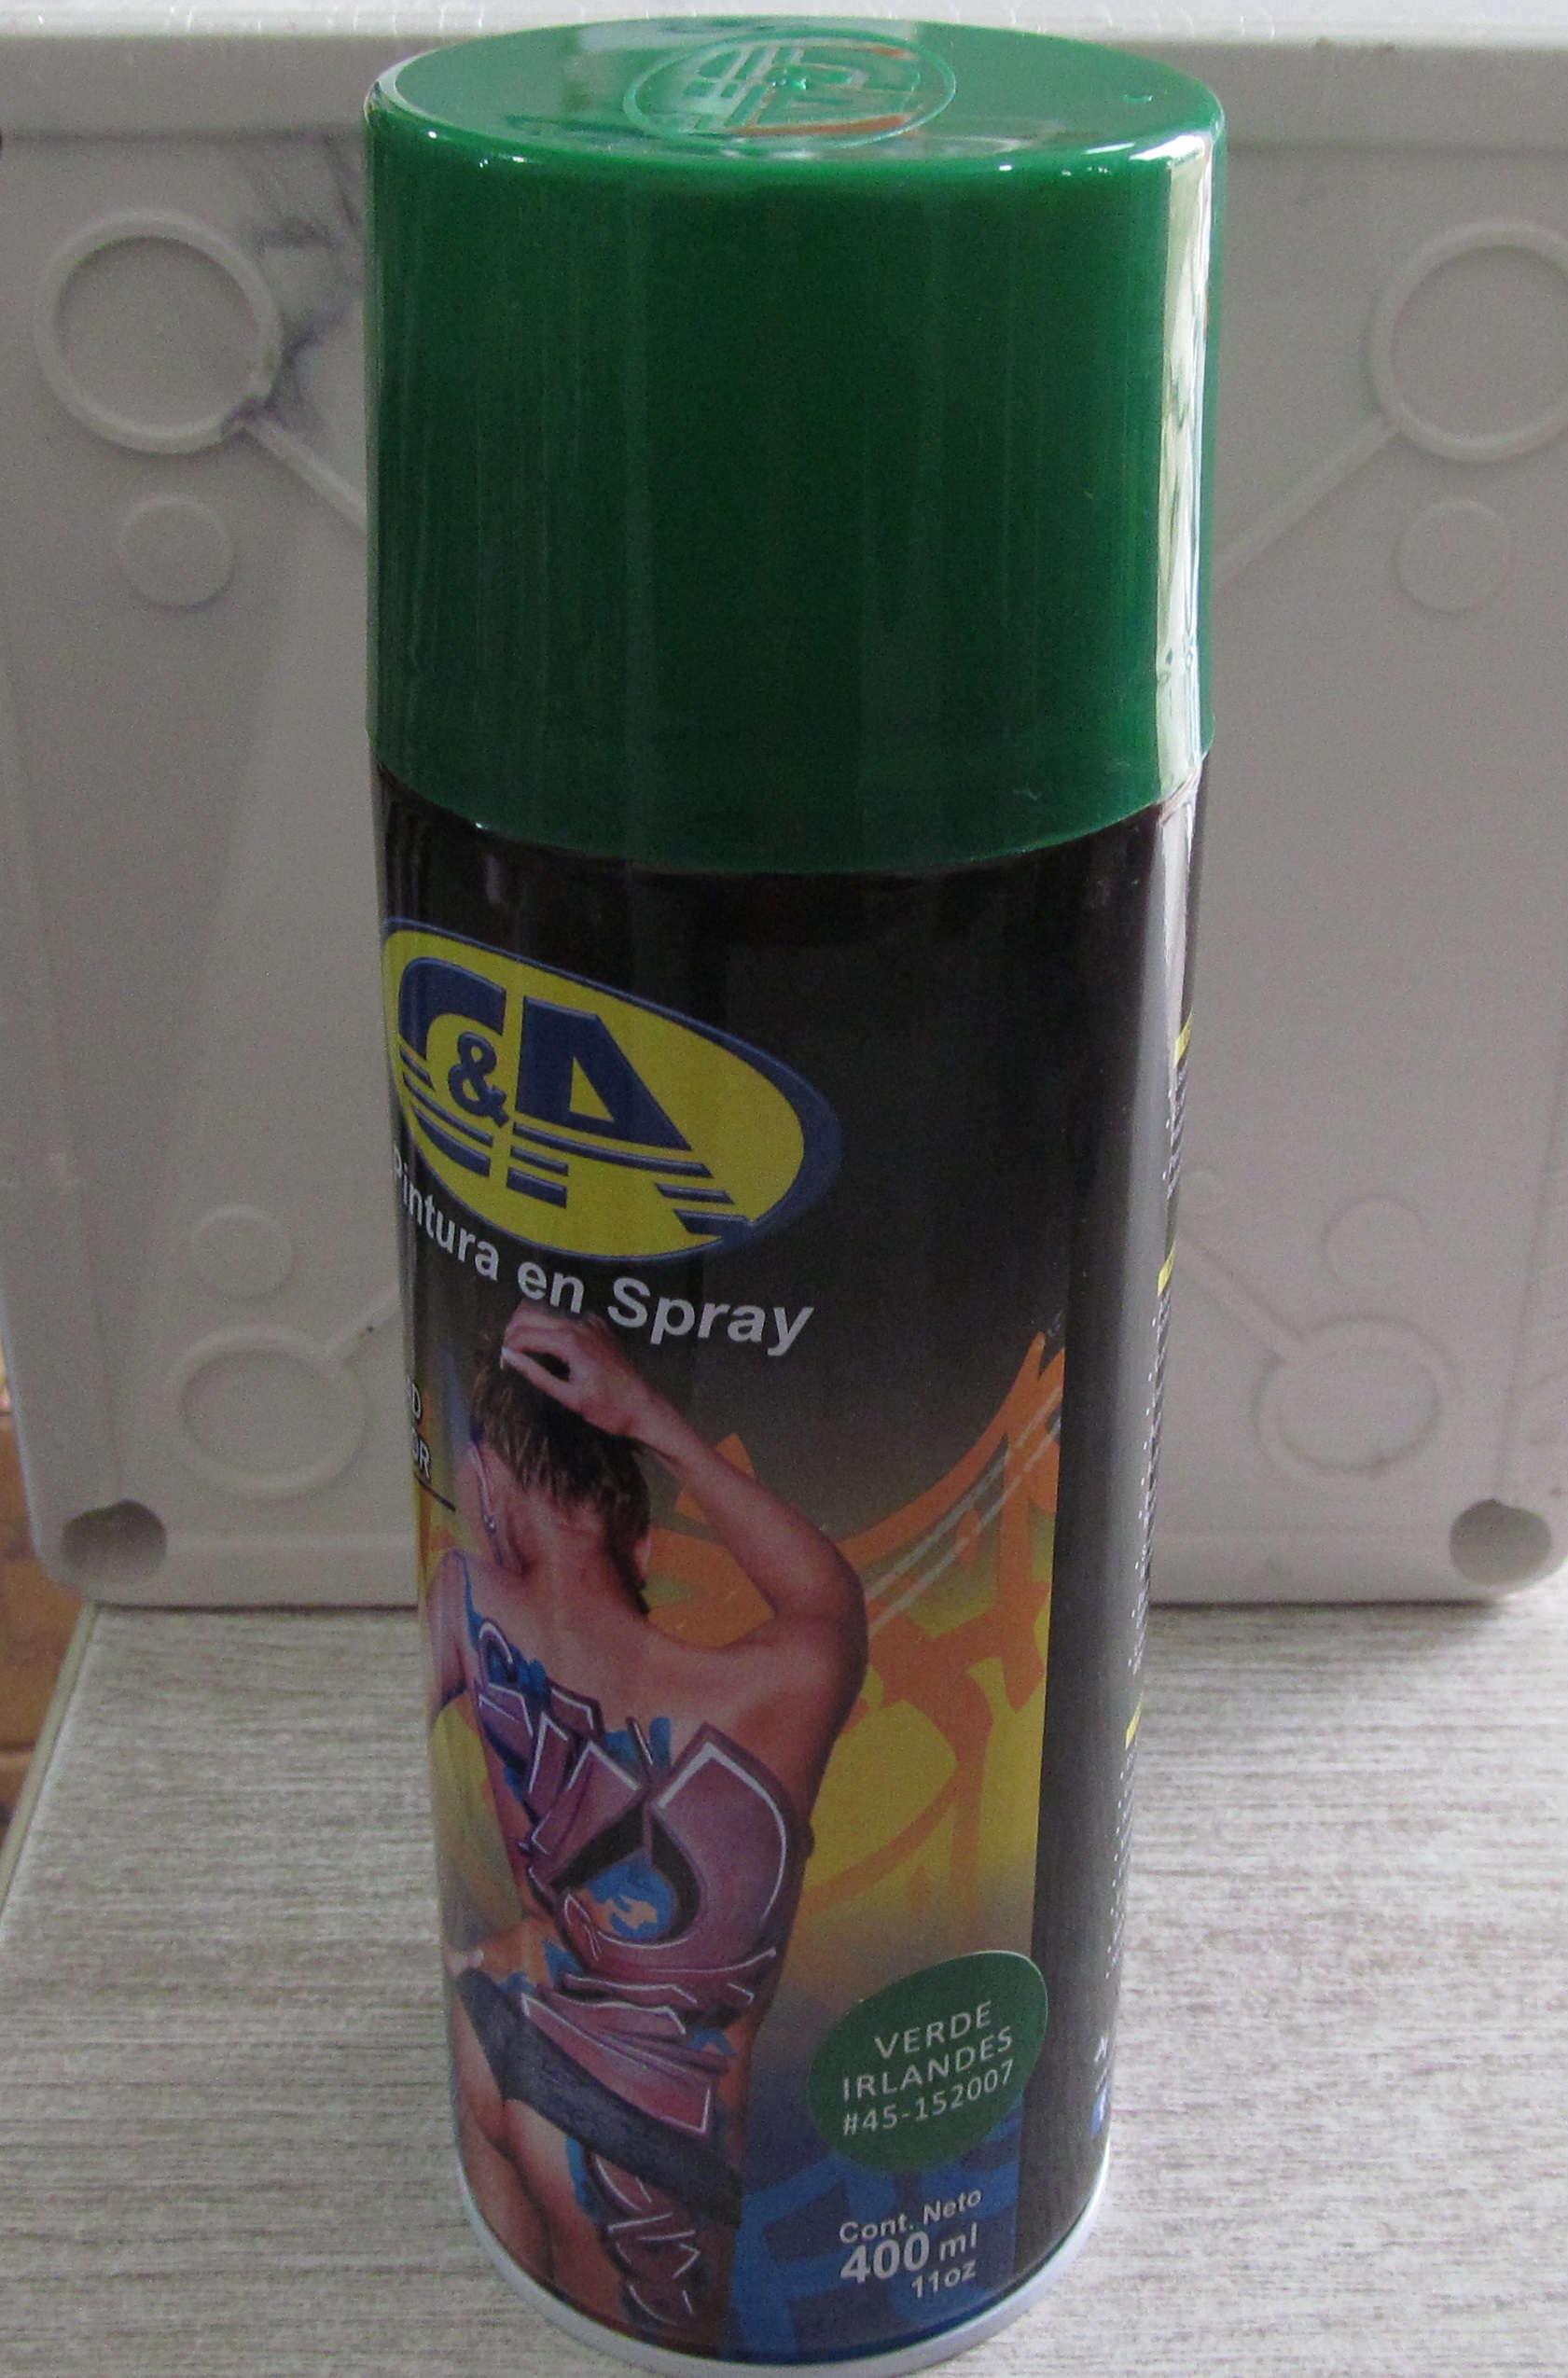 C&A
Pintura en Spray
VERDE
IRLANDES
#45-152007
Cont. Neto
400 ml
11oz